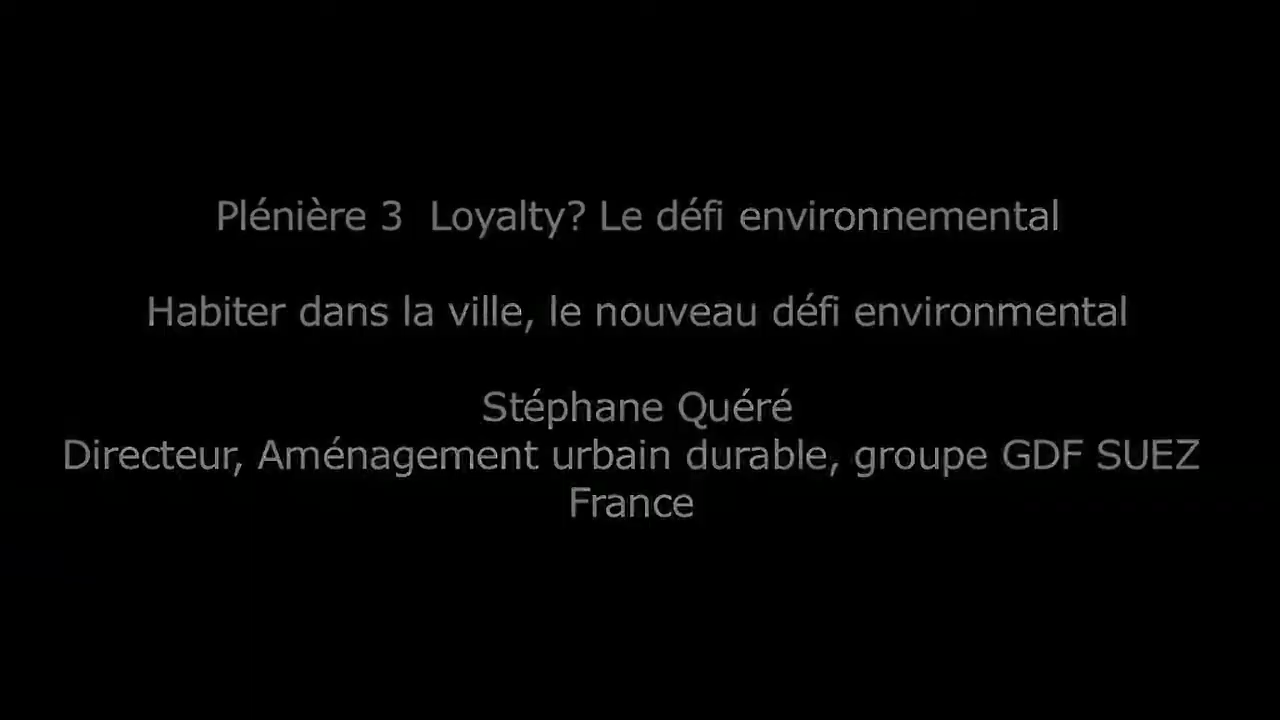 Plénière 3  Loyalty? Le défi environnemental
Habiter dans la ville, le nouveau défi environmental
Stéphane Quéré
Directeur, Aménagement urbain durable, groupe GDF SUEZ
France